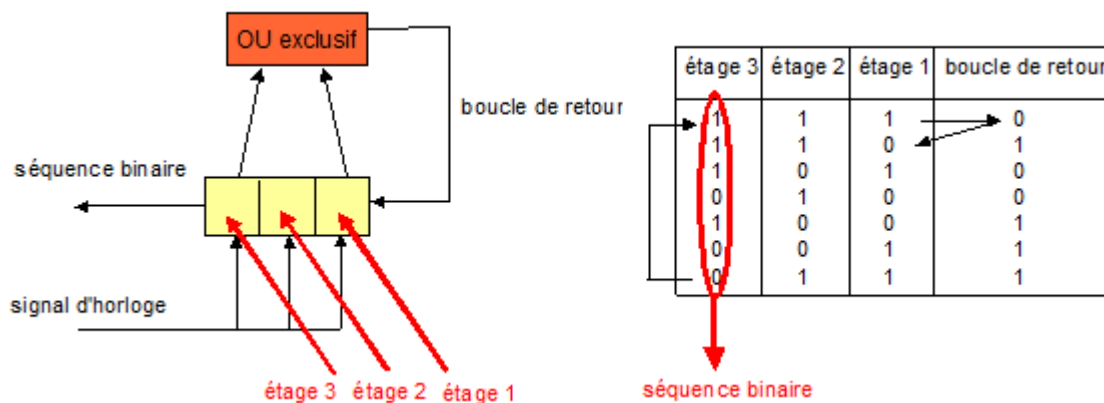 OU exclusif
boucle de retour
séquence binaire
signal d'horloge
étage 3 étage 2 étage 1
étage 3 étage 2 étage 1 boucle de retour
1 1 1 0
1 1 0 1
1 0 1 0
0 1 0 0
1 0 0 1
0 0 1 1
0 1 1 1
séquence binaire